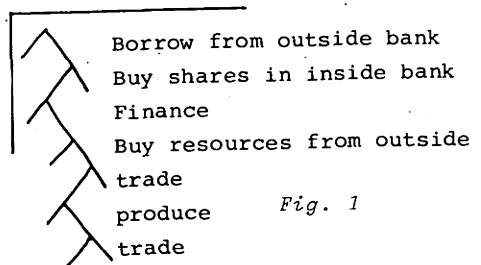 Borrow from outside bank
Buy shares in inside bank
Finance
Buy resources from outside
trade
produce Fig. 1
trade